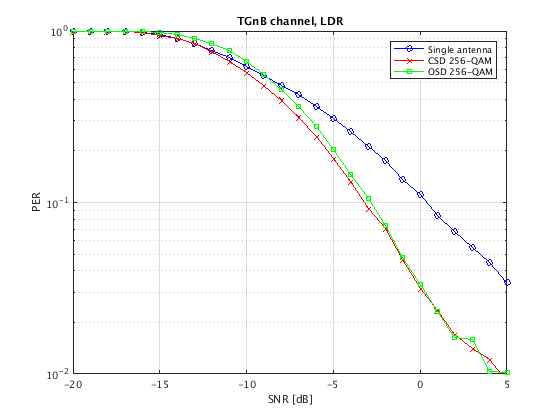 TGnB channel, LDR
10^0
Single antenna
CSD 256-QAM
OSD 256-QAM
PER
10^-1
10^-2
-20
-15
-10
-5
0
5
SNR [dB]